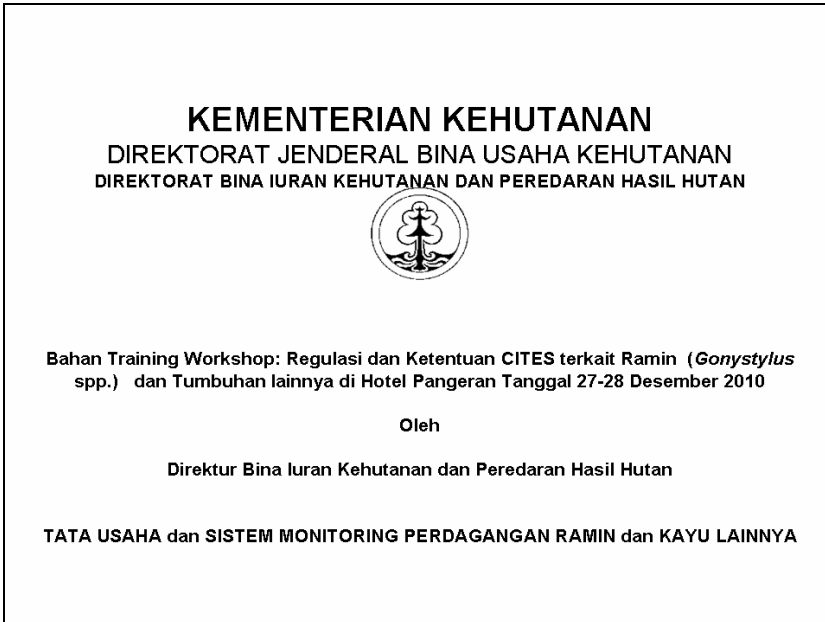 KEMENTERIAN KEHUTANAN
DIREKTORAT JENDERAL BINA USAHA KEHUTANAN
DIREKTORAT BINA IURAN KEHUTANAN DAN PEREDARAN HASIL HUTAN
Bahan Training Workshop: Regulasi dan Ketentuan CITES terkait Ramin (Gonystylus
spp.) dan Tumbuhan lainnya di Hotel Pangeran Tanggal 27-28 Desember 2010
Oleh
Direktur Bina Iuran Kehutanan dan Peredaran Hasil Hutan
TATA USAHA dan SISTEM MONITORING PERDAGANGAN RAMIN dan KAYU LAINNYA